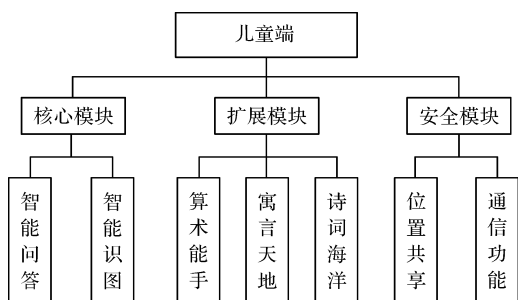 儿童端
核心模块
扩展模块
安全模块
智能问答
智能识图
算术能手
寓言天地
诗词海洋
位置共享
通信功能